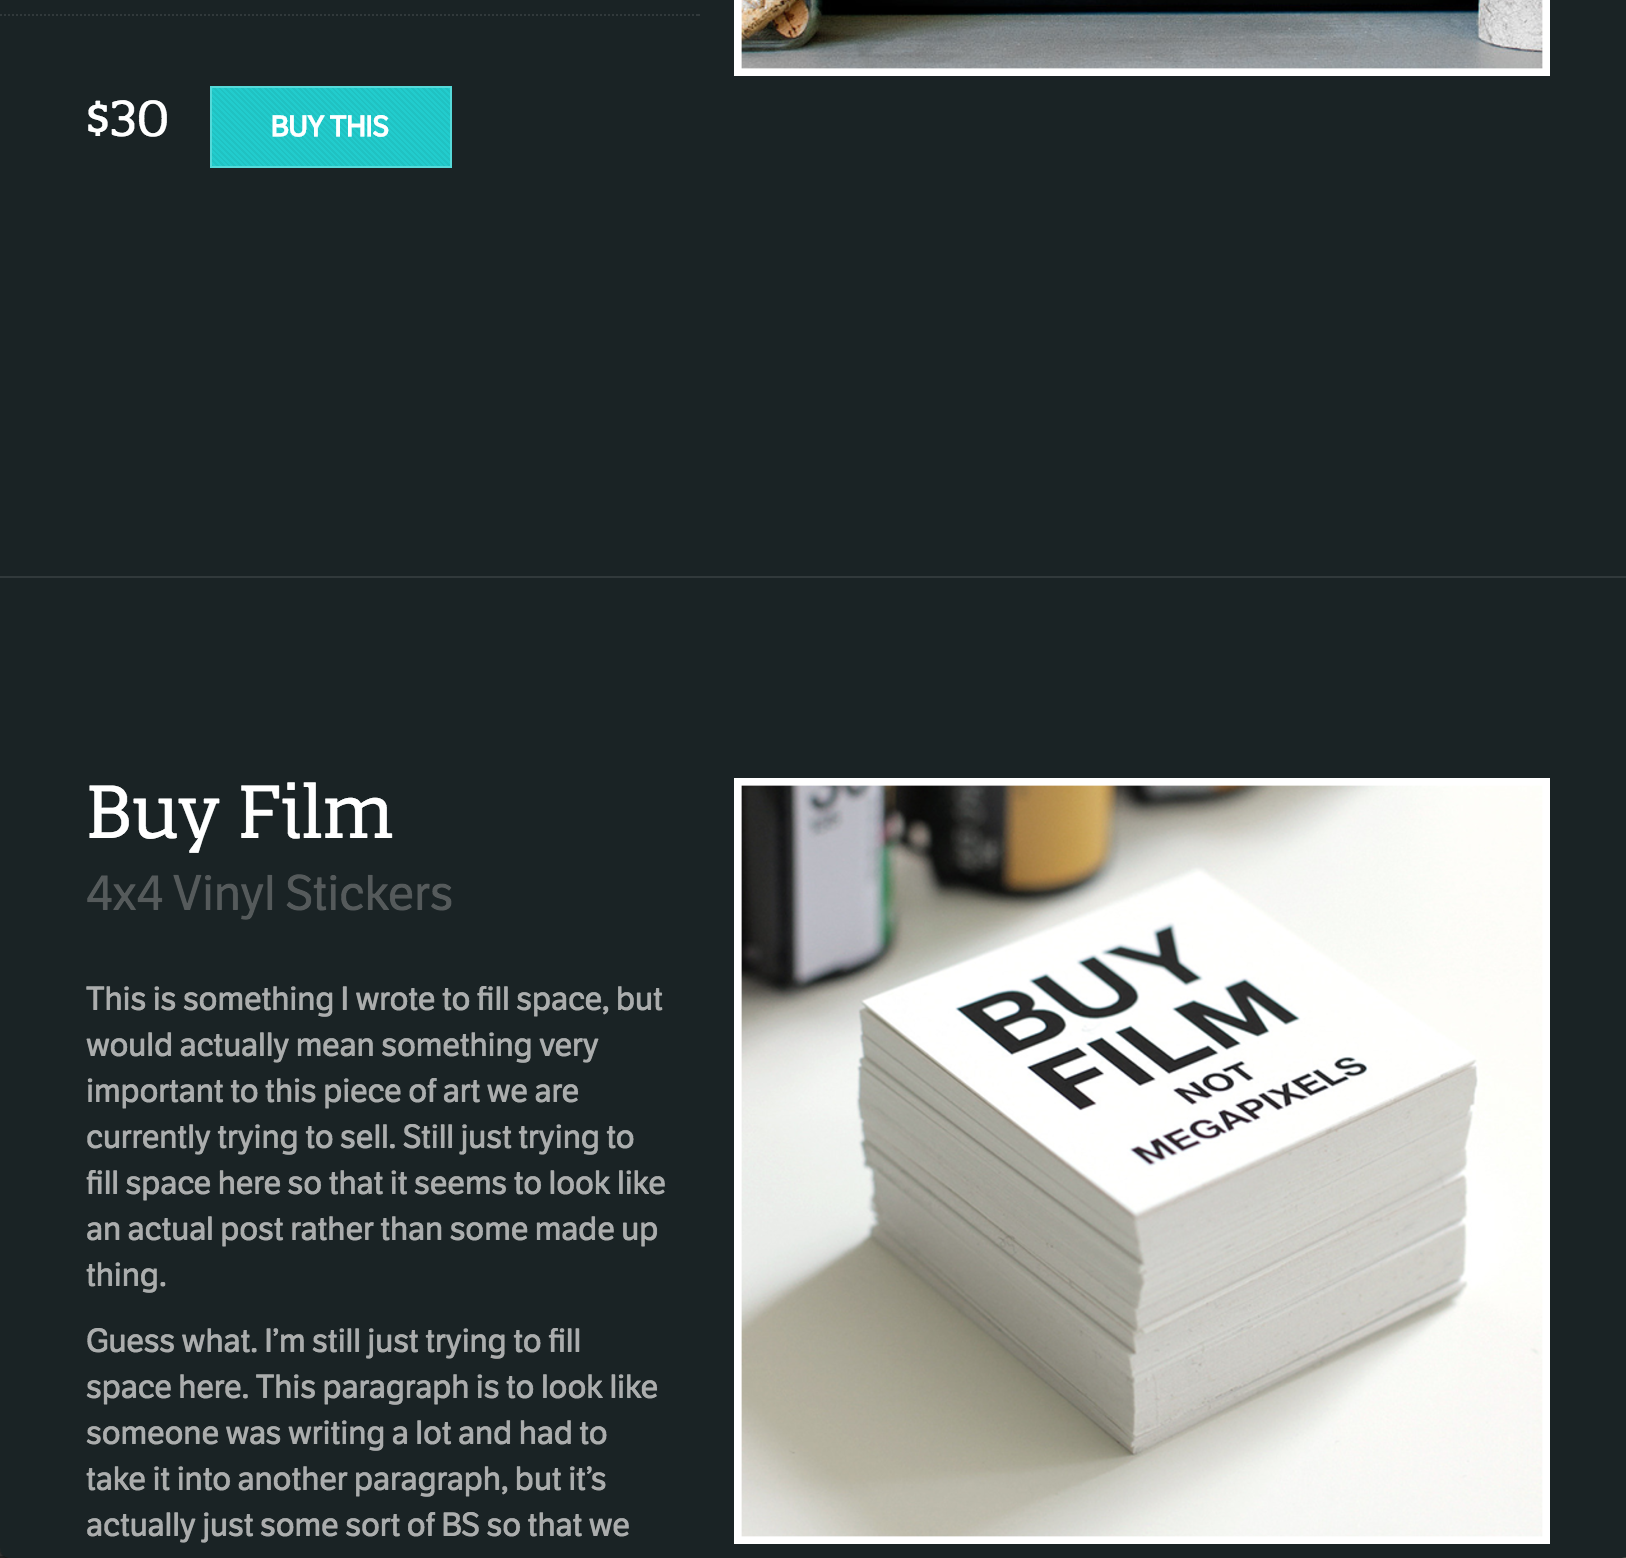 $30
BUY THIS
Buy Film
4x4 Vinyl Stickers
This is something I wrote to fill space, but
would actually mean something very
important to this piece of art we are
currently trying to sell. Still just trying to
fill space here so that it seems to look like
an actual post rather than some made up
thing.
Guess what. I’m still just trying to fill
space here. This paragraph is to look like
someone was writing a lot and had to
take it into another paragraph, but it’s
actually just some sort of BS so that we
BUY
FILM
NOT
MEGAPIXELS